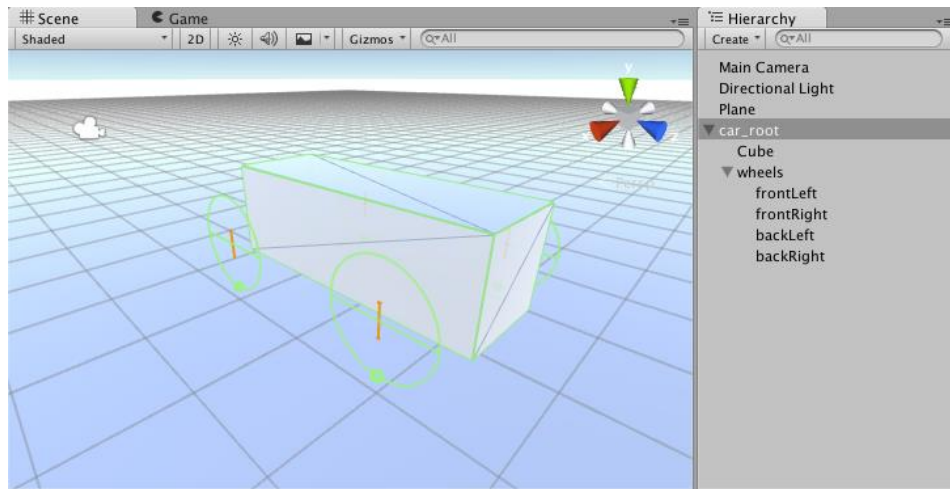 Scene
Game
Shaded
2D
Gizmos
All
y
Persp
Hierarchy
Create
All
Main Camera
Directional Light
Plane
car_root
Cube
wheels
frontLeft
frontRight
backLeft
backRight